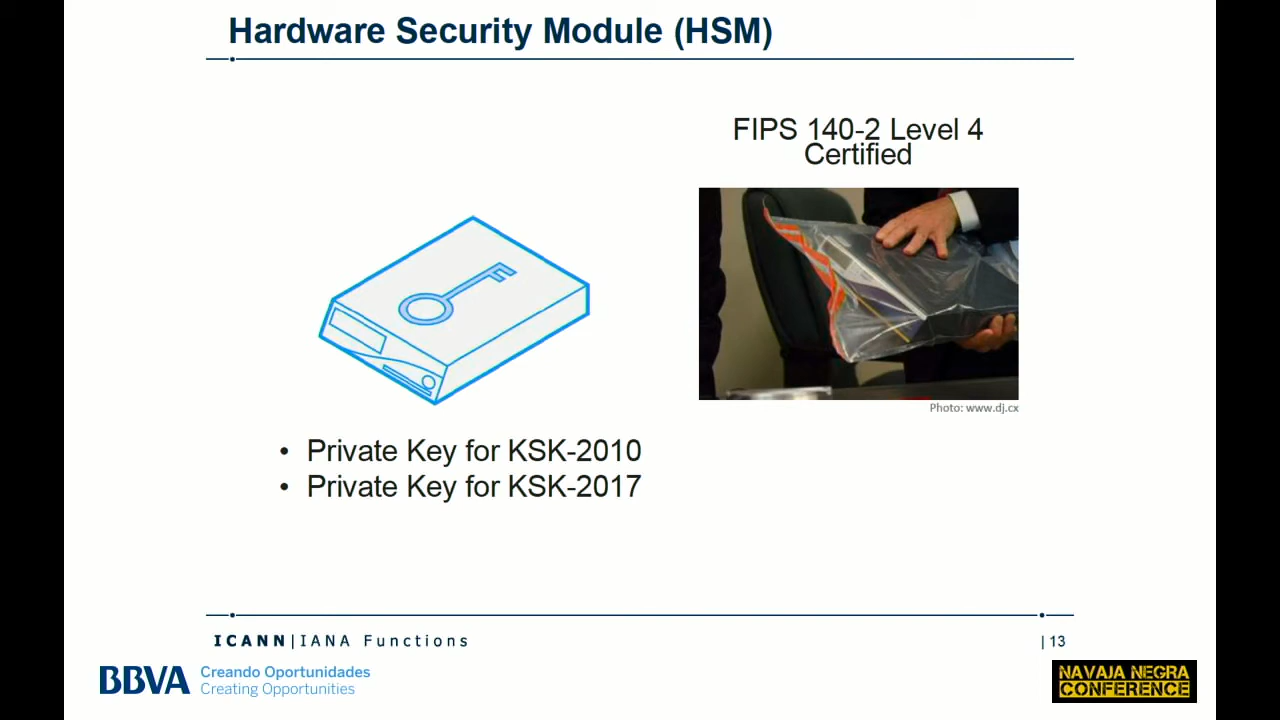 Hardware Security Module (HSM)
FIPS 140-2 Level 4
Certified
Photo: www.dj.cx
• Private Key for KSK-2010
• Private Key for KSK-2017
ICANN|IANA Functions
| 13
BBVA
Creando Oportunidades
Creating Opportunities
NAVAJA NEGRA
CONFERENCE